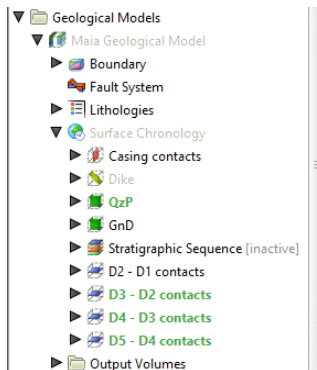 Geological Models
Maia Geological Model
Boundary
Fault System
Lithologies
Surface Chronology
Casing contacts
Dike
QzP
GnD
Stratigraphic Sequence [inactive]
D2 - D1 contacts
D3 - D2 contacts
D4 - D3 contacts
D5 - D4 contacts
Output Volumes